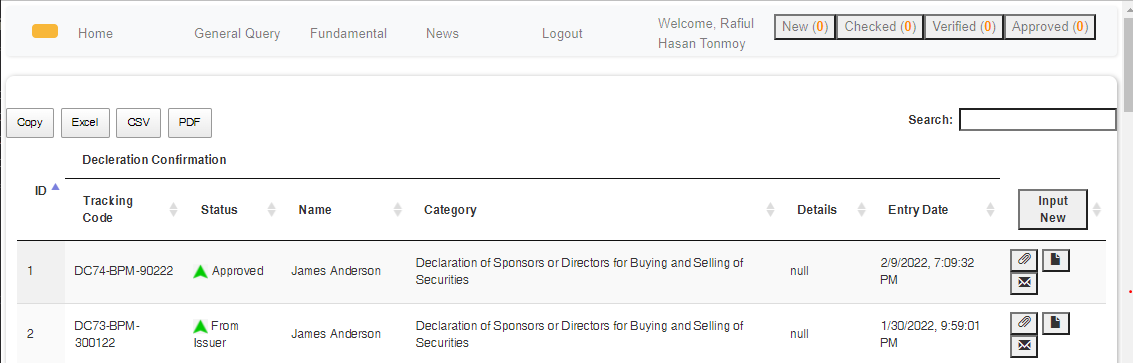 Home
General Query
Fundamental
News
Logout
Welcome, Rafiul
Hasan Tonmoy
New (0)
Checked (0)
Verified (0)
Approved (0)
Copy
Excel
CSV
PDF
Search:
Decleration Confirmation
ID
Tracking
Code
Status
Name
Category
Details
Entry Date
Input
New
1
DC74-BPM-90222
Approved
James Anderson
Declaration of Sponsors or Directors for Buying and Selling of
Securities
null
2/9/2022, 7:09:32
PM
2
DC73-BPM-
300122
From
Issuer
James Anderson
Declaration of Sponsors or Directors for Buying and Selling of
Securities
null
1/30/2022, 9:59:01
PM